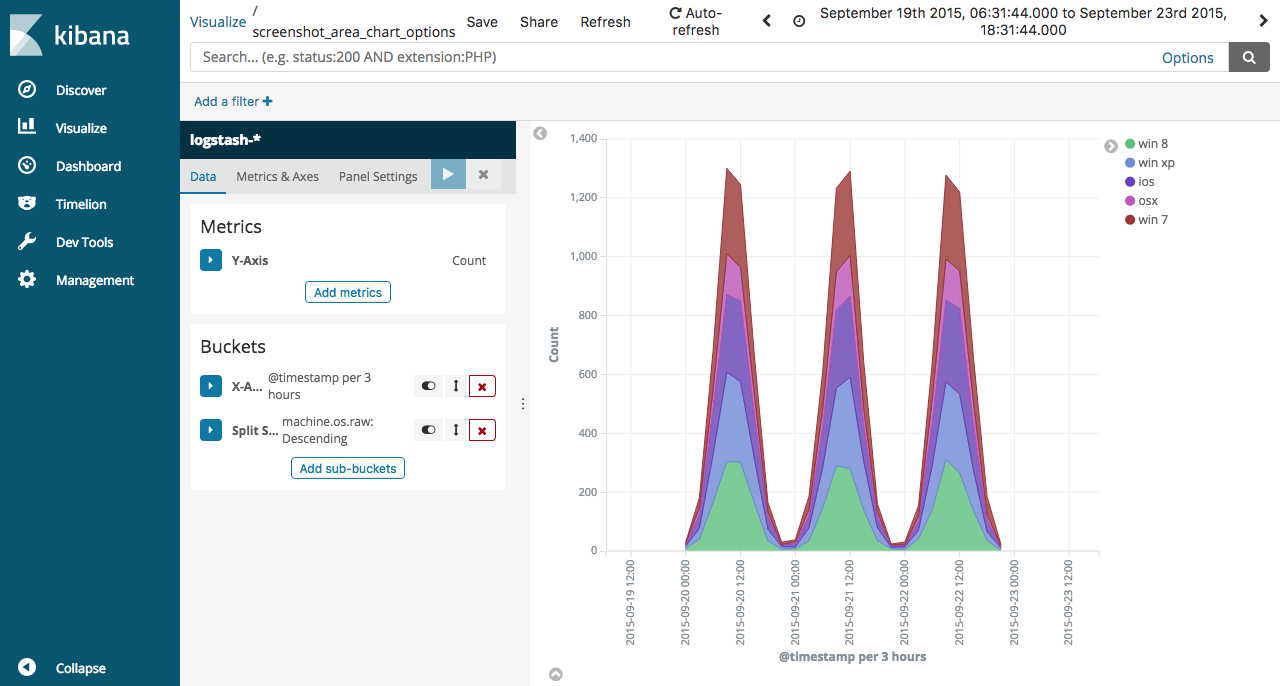 kibana
Discover
Visualize
Dashboard
Timelion
Dev Tools
Management
Collapse
Visualize / screenshot_area_chart_options
Save
Share
Refresh
Auto-refresh
September 19th 2015, 06:31:44.000 to September 23rd 2015,
18:31:44.000
Search... (e.g. status:200 AND extension:PHP)
Options
Add a filter +
logstash-*
Data
Metrics & Axes
Panel Settings
Metrics
Y-Axis
Count
Add metrics
Buckets
X-A...
@timestamp per 3
hours
Split S...
machine.os.raw:
Descending
Add sub-buckets
Count
1,400
1,200
1,000
800
600
400
200
0
2015-09-19 12:00
2015-09-20 00:00
2015-09-20 12:00
2015-09-21 00:00
2015-09-21 12:00
2015-09-22 00:00
2015-09-22 12:00
2015-09-23 00:00
2015-09-23 12:00
@timestamp per 3 hours
win 8
win xp
ios
osx
win 7